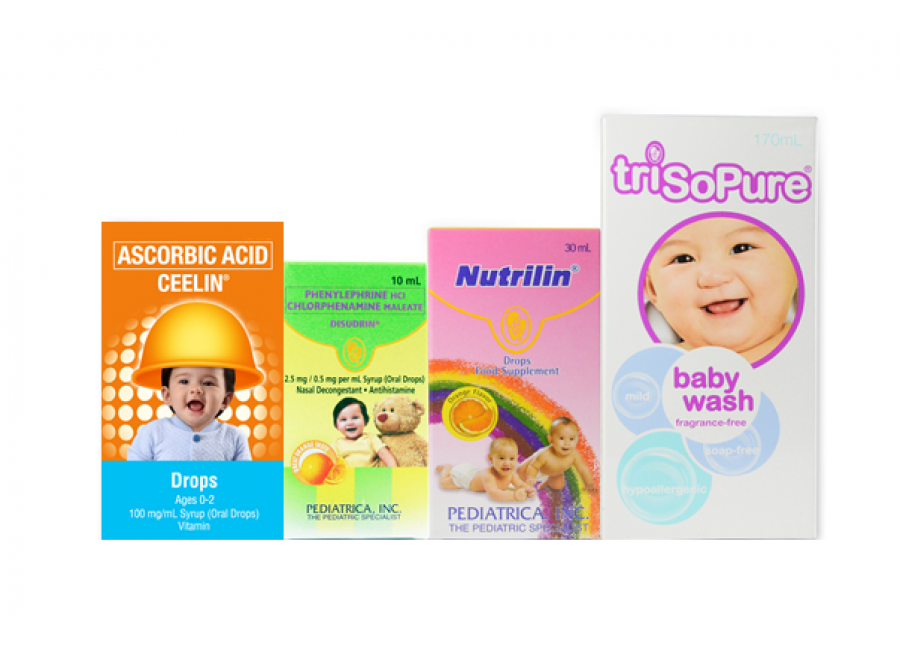 ASCORBIC ACID
CEELIN®
Drops
Ages 0-2
100 mg/mL Syrup (Oral Drops)
Vitamin
10 mL
PHENYLEPHRINE HCl
CHLORPHENAMINE MALEATE
DISUDRIN®
2.5 mg / 0.5 mg per mL Syrup (Oral Drops)
Nasal Decongestant • Antihistamine
PEDIATRICA, INC.
THE PEDIATRIC SPECIALIST
30 mL
Nutrilin®
Drops
Food Supplement
Orange Flavor
PEDIATRICA, INC.
THE PEDIATRIC SPECIALIST
170mL
triSoPure®
baby
wash
fragrance-free
mild
soap-free
hypoallergenic